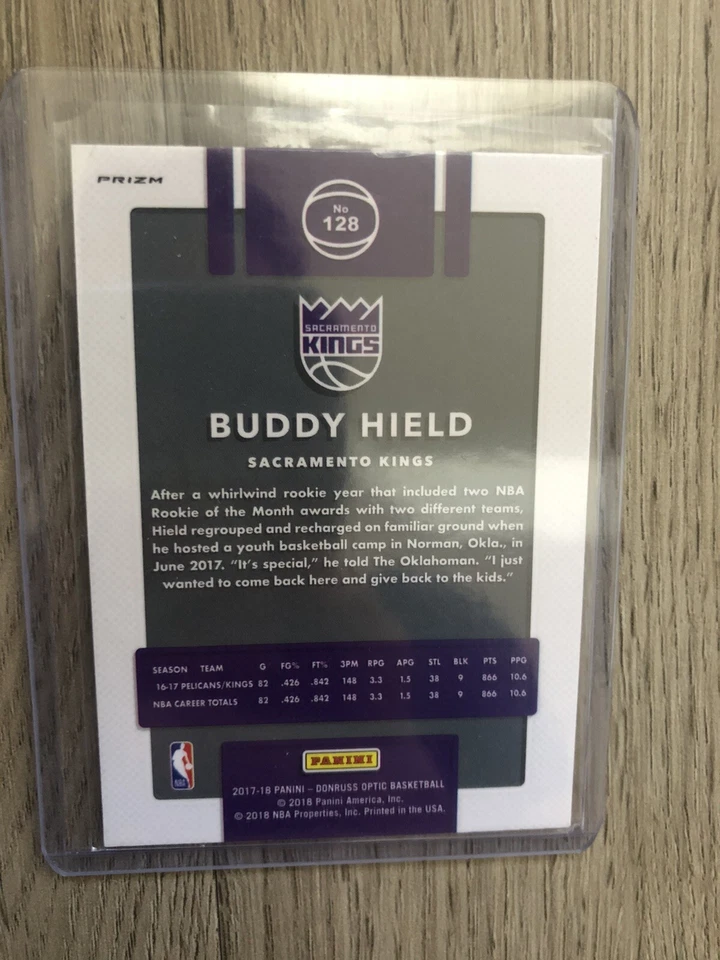 PRIZM
No
128
SACRAMENTO
KINGS
BUDDY HIELD
SACRAMENTO KINGS
After a whirlwind rookie year that included two NBA
Rookie of the Month awards with two different teams,
Hield regrouped and recharged on familiar ground when
he hosted a youth basketball camp in Norman, Okla., in
June 2017. “It’s special,” he told The Oklahoman. “I just
wanted to come back here and give back to the kids.”
SEASON TEAM G FG% FT% 3PM RPG APG STL BLK PTS PPG
16-17 PELICANS/KINGS 82 .426 .842 148 3.3 1.5 38 9 866 10.6
NBA CAREER TOTALS 82 .426 .842 148 3.3 1.5 38 9 866 10.6
PANINI
2017-18 PANINI – DONRUSS OPTIC BASKETBALL
© 2018 Panini America, Inc.
© 2018 NBA Properties, Inc. Printed in the USA.